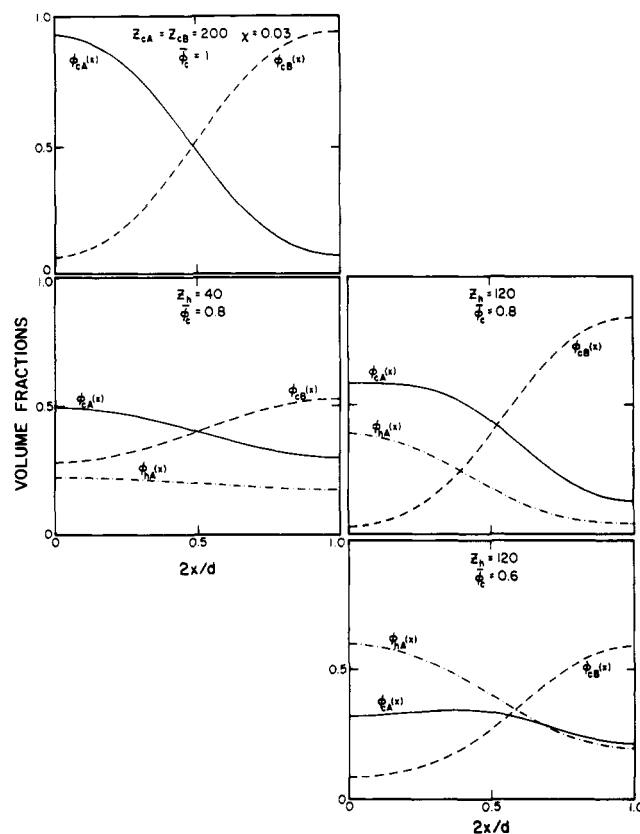 VOLUME FRACTIONS
1.0
0.5
0
Z_cA = Z_cB = 200 χ = 0.03
ϕ̄_c = 1
ϕ_cA(x)
ϕ_cB(x)
1.0
0.5
0
Z_h = 40
ϕ̄_c = 0.8
ϕ_cA(x)
ϕ_cB(x)
ϕ_hA(x)
0
0.5
1.0
2x/d
Z_h = 120
ϕ̄_c = 0.8
ϕ_cB(x)
ϕ_cA(x)
ϕ_hA(x)
Z_h = 120
ϕ̄_c = 0.6
ϕ_hA(x)
ϕ_cB(x)
ϕ_cA(x)
0.5
0
0
0.5
1.0
2x/d